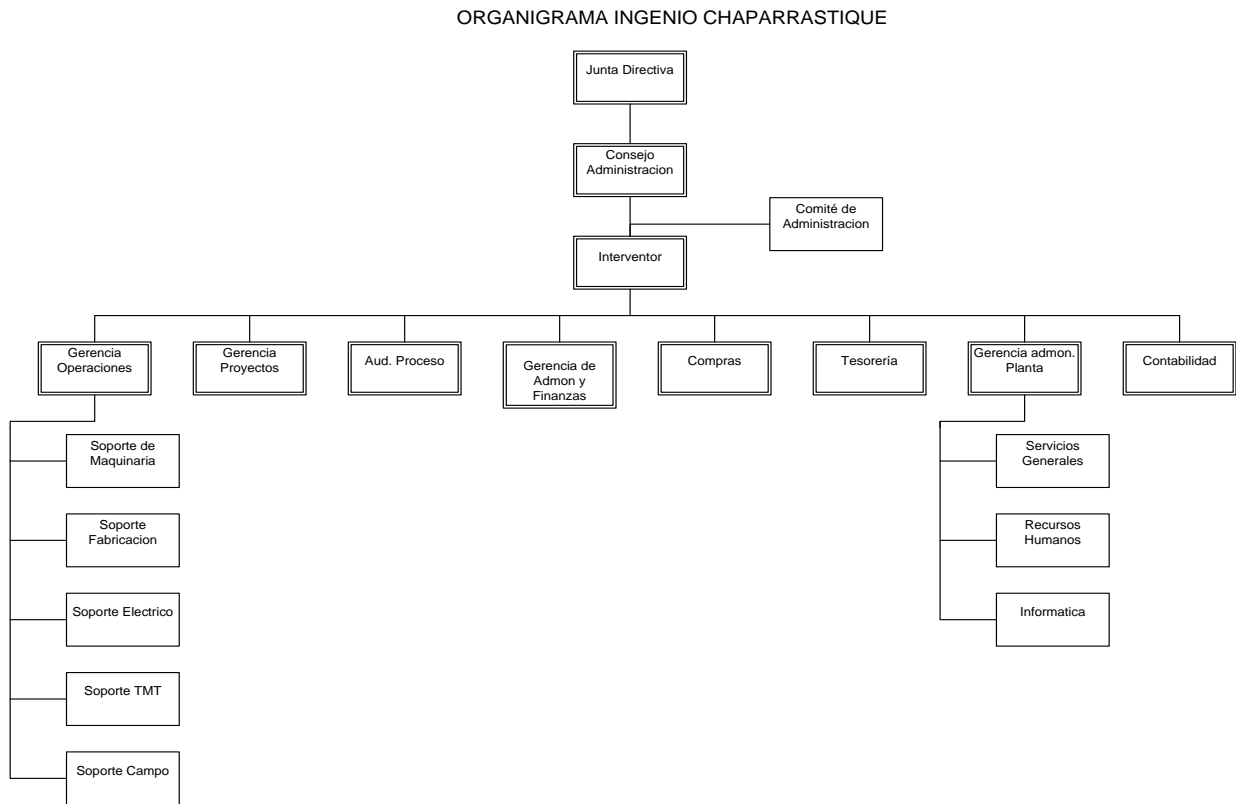 ORGANIGRAMA INGENIO CHAPARRASTIQUE
Junta Directiva
Consejo
Administracion
Comité de
Administracion
Interventor
Gerencia
Operaciones
Gerencia
Proyectos
Aud. Proceso
Gerencia de
Admon y
Finanzas
Compras
Tesorería
Gerencia admon.
Planta
Contabilidad
Soporte de
Maquinaria
Soporte
Fabricacion
Soporte Electrico
Soporte TMT
Soporte Campo
Servicios
Generales
Recursos
Humanos
Informatica